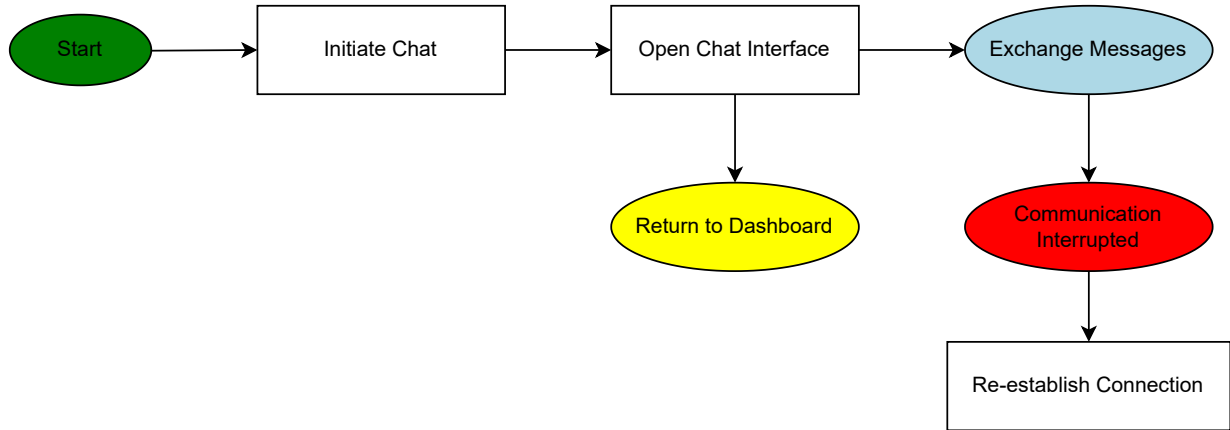 Start
Initiate Chat
Open Chat Interface
Exchange Messages
Return to Dashboard
Communication
Interrupted
Re-establish Connection